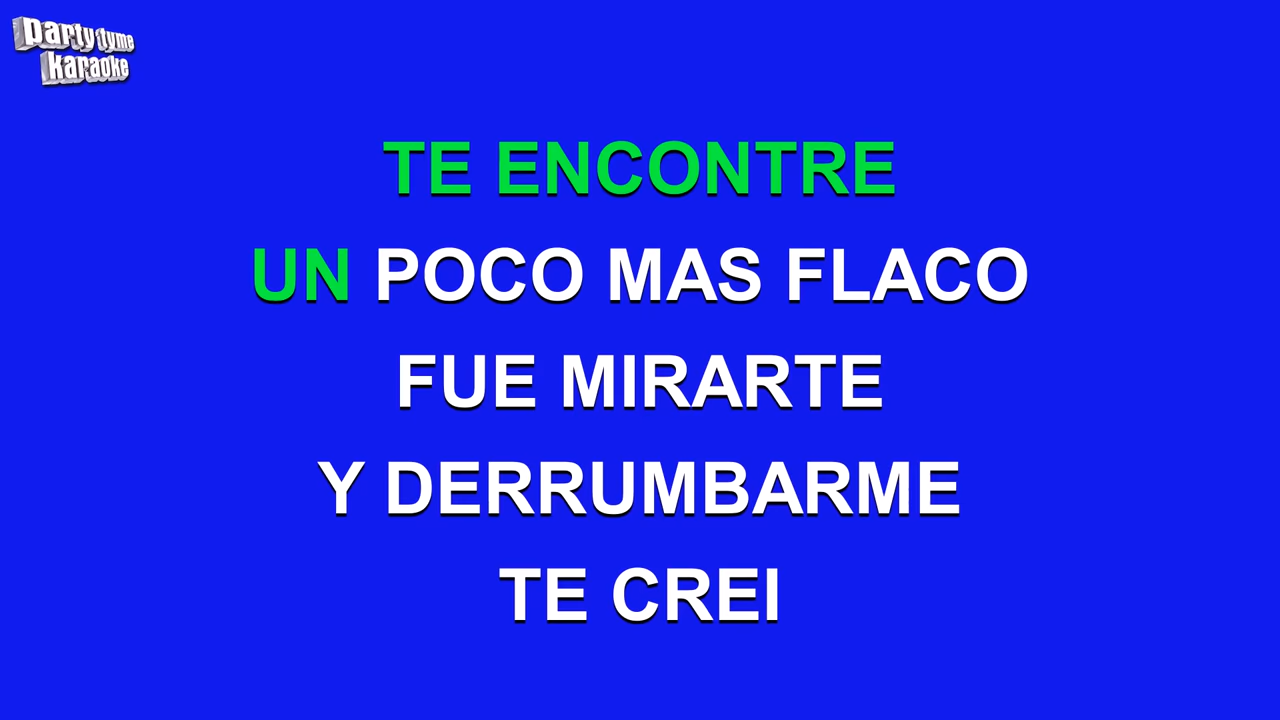 party tyme
karaoke
TE ENCONTRE
UN POCO MAS FLACO
FUE MIRARTE
Y DERRUMBARME
TE CREI